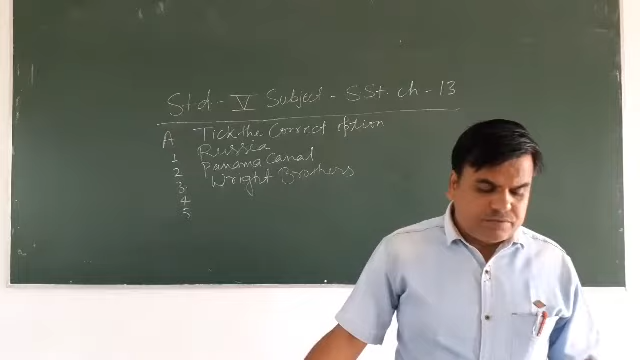 Std - V Subject - S.St. ch - 13
A Tick the Correct option
1 Russia
2 Panama Canal
3 Wright Brothers
4
5